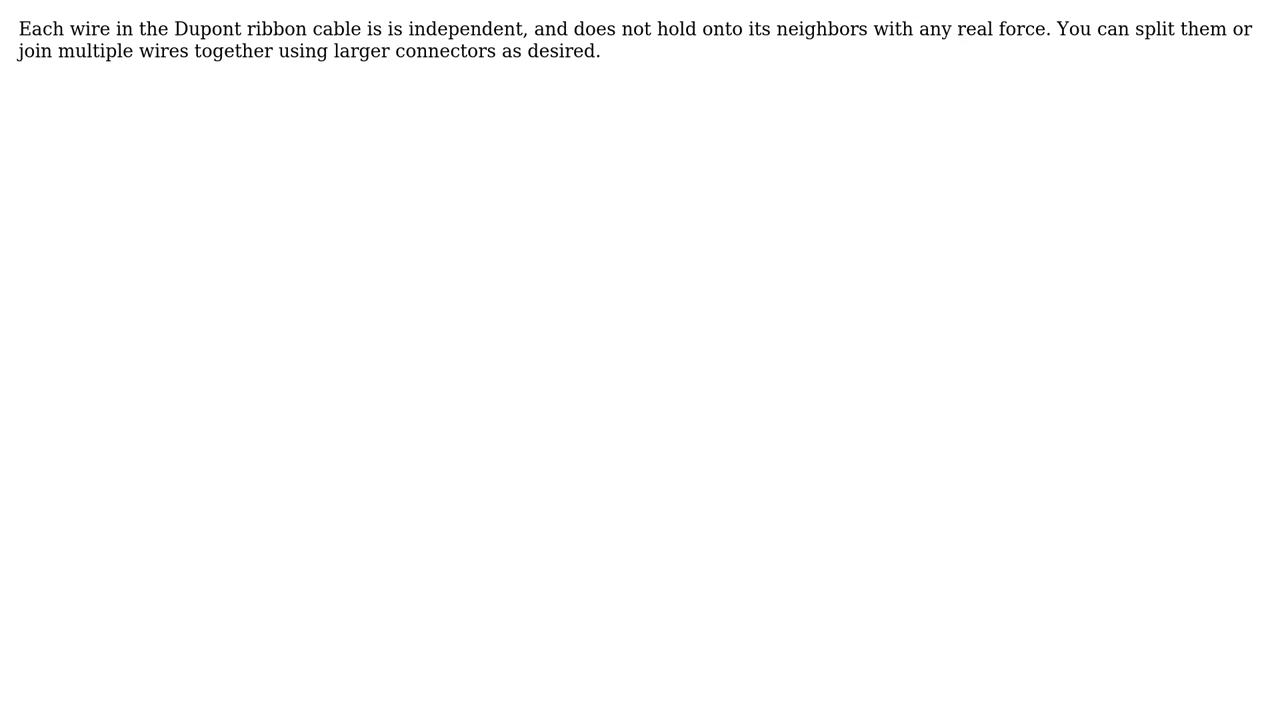 Each wire in the Dupont ribbon cable is is independent, and does not hold onto its neighbors with any real force. You can split them or
join multiple wires together using larger connectors as desired.